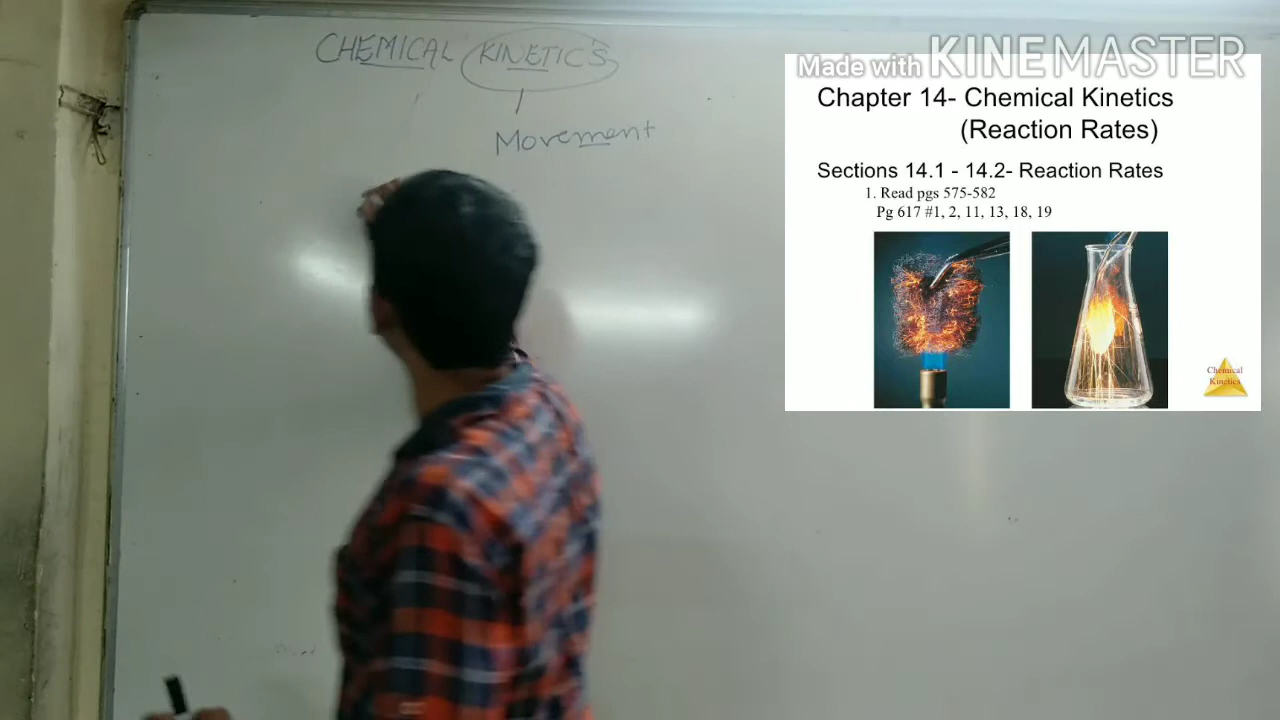 CHEMICAL KINETIC'S
Movement
Made with KINEMASTER
Chapter 14- Chemical Kinetics
(Reaction Rates)
Sections 14.1 - 14.2- Reaction Rates
1. Read pgs 575-582
Pg 617 #1, 2, 11, 13, 18, 19
Chemical
Kinetics